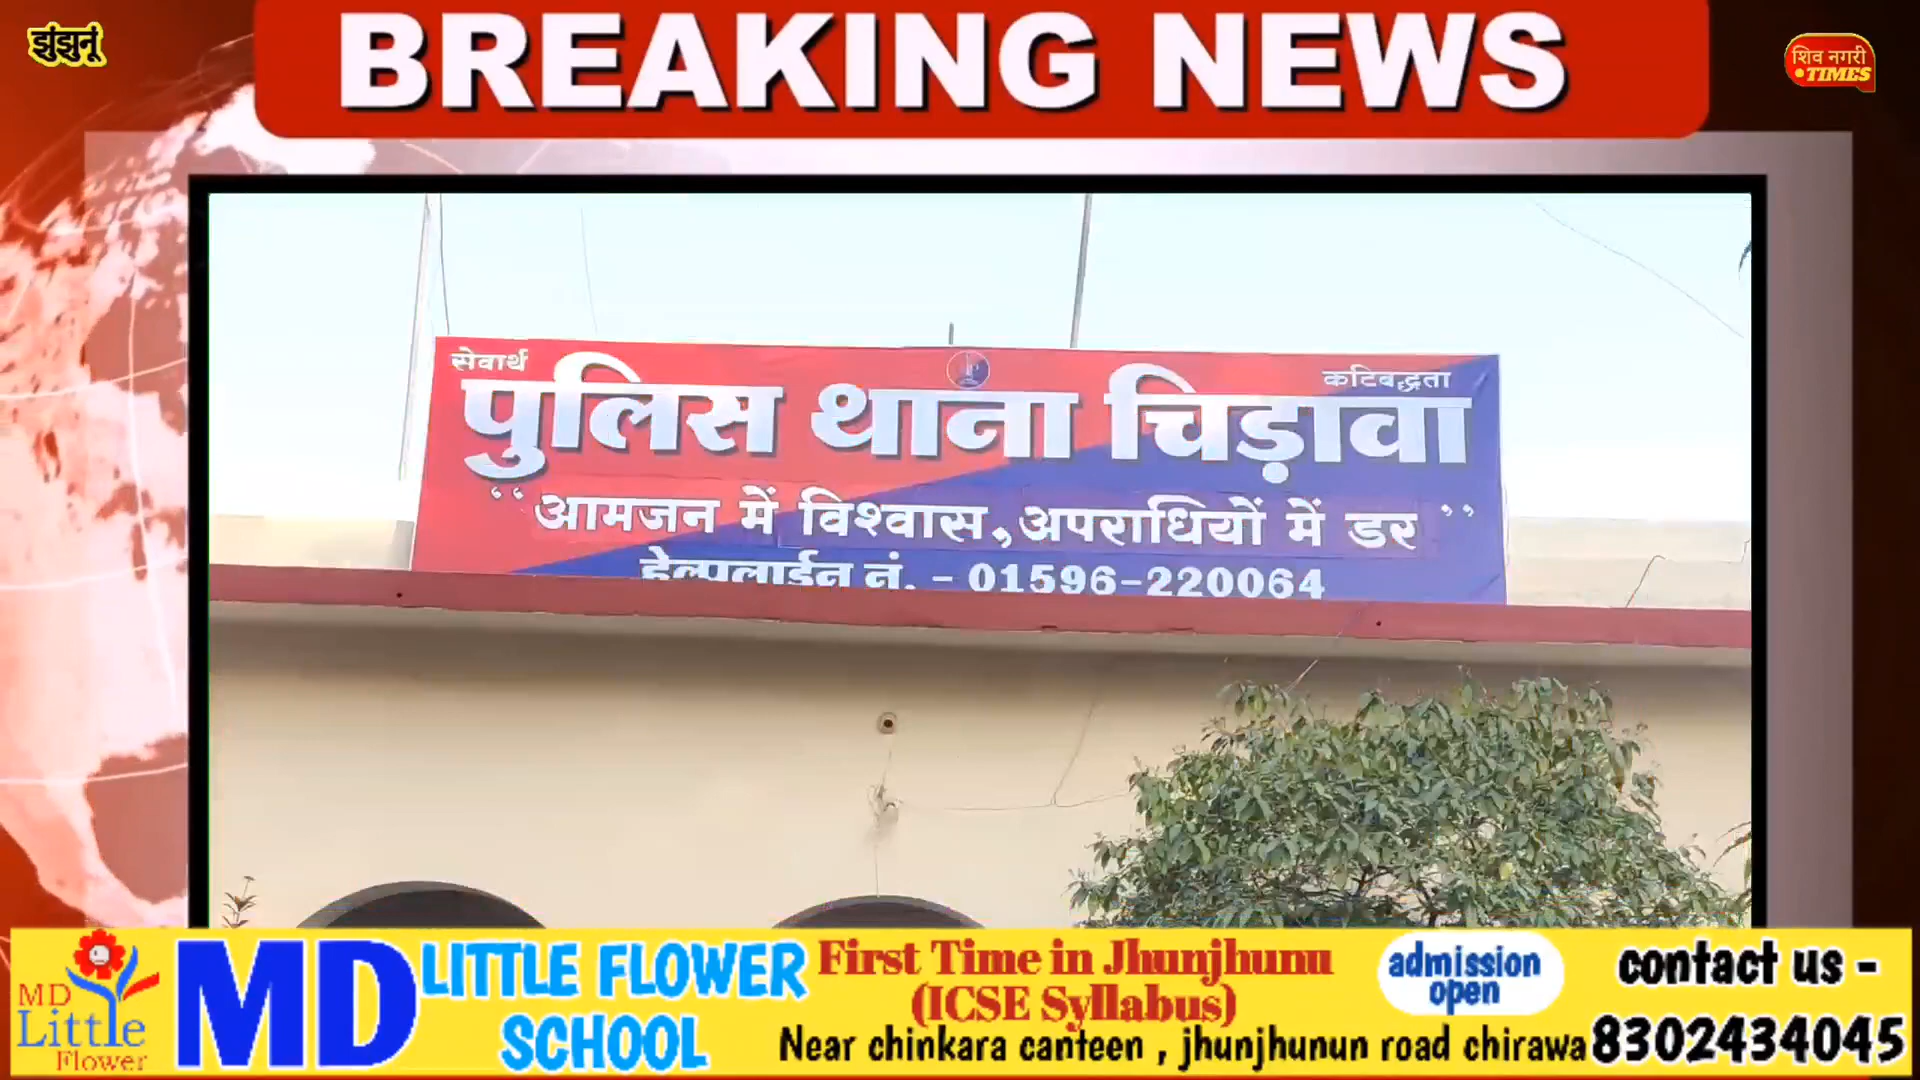 झुंझुनूं
BREAKING NEWS
शिव नगरी
TIMES
सेवार्थ
कटिबद्धता
पुलिस थाना चिड़ावा
“आमजन में विश्वास,अपराधियों में डर”
हेल्पलाईन नं. - 01596-220064
MD
Little
Flower
MD LITTLE FLOWER
SCHOOL
First Time in Jhunjhunu
(ICSE Syllabus)
Near chinkara canteen , jhunjhunun road chirawa
admission
open
contact us -
8302434045